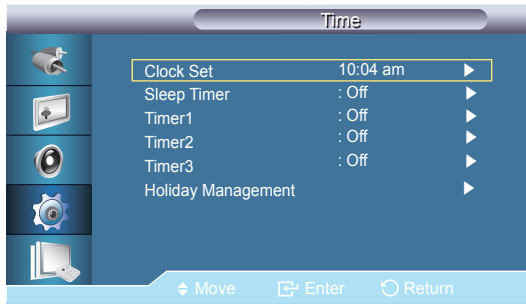 Time
Clock Set 10:04 am
Sleep Timer : Off
Timer1 : Off
Timer2 : Off
Timer3 : Off
Holiday Management
Move Enter Return